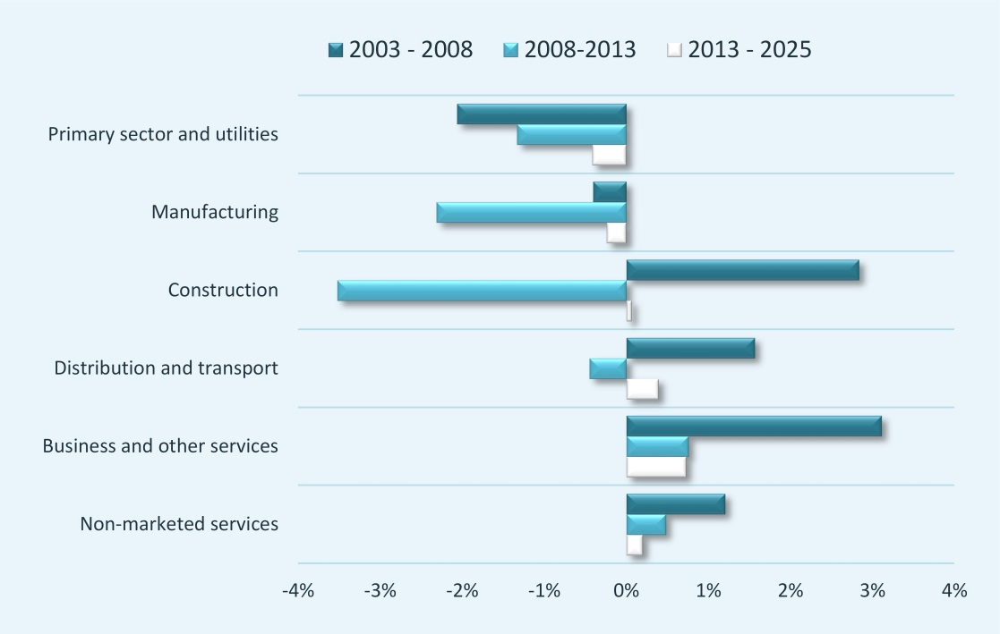 2003 - 2008 2008-2013 2013 - 2025
Primary sector and utilities
Manufacturing
Construction
Distribution and transport
Business and other services
Non-marketed services
-4% -3% -2% -1% 0% 1% 2% 3% 4%